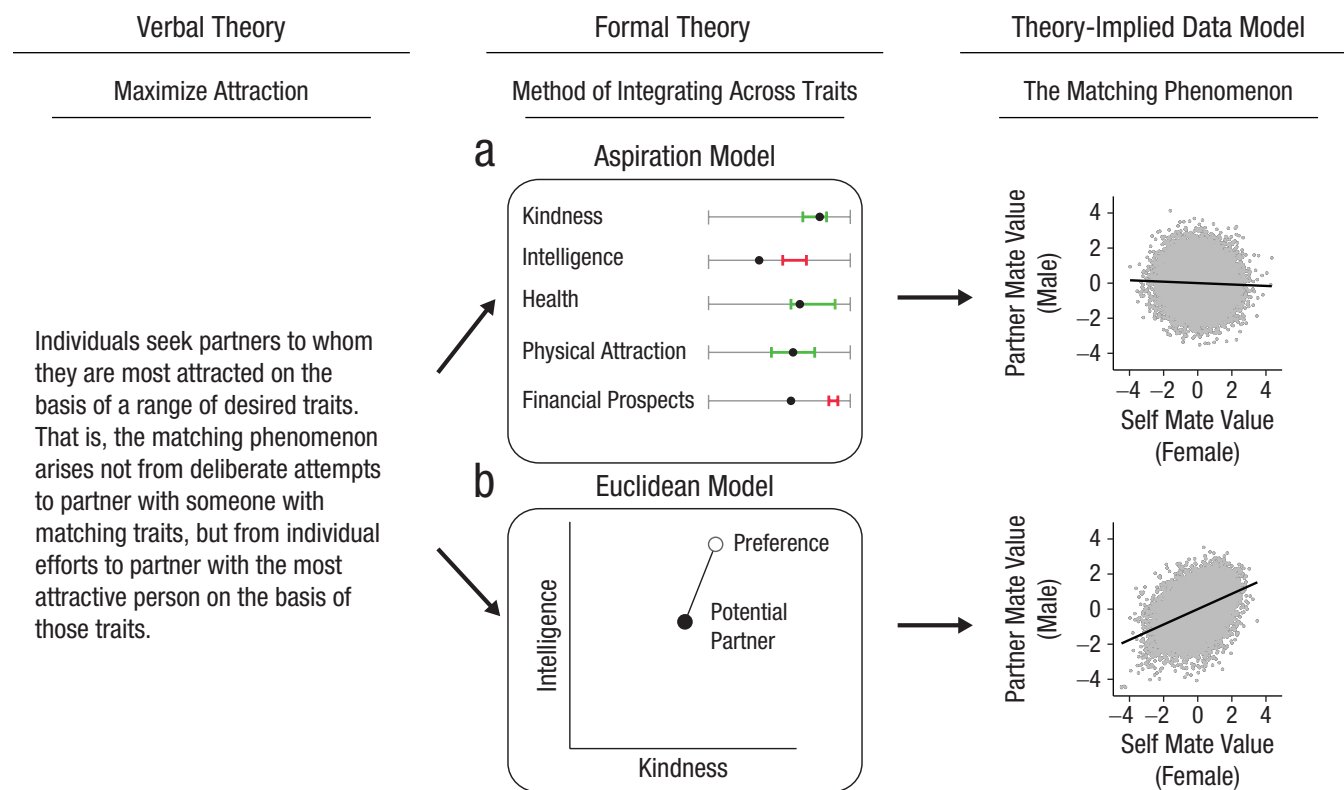 Verbal Theory
Formal Theory
Theory-Implied Data Model
Maximize Attraction
Method of Integrating Across Traits
The Matching Phenomenon
Individuals seek partners to whom
they are most attracted on the
basis of a range of desired traits.
That is, the matching phenomenon
arises not from deliberate attempts
to partner with someone with
matching traits, but from individual
efforts to partner with the most
attractive person on the basis of
those traits.
a
Aspiration Model
Kindness
Intelligence
Health
Physical Attraction
Financial Prospects
Partner Mate Value
(Male)
4
2
0
−2
−4
−4 −2 0 2 4
Self Mate Value
(Female)
b
Euclidean Model
Intelligence
Preference
Potential
Partner
Kindness
Partner Mate Value
(Male)
4
2
0
−2
−4
−4 −2 0 2 4
Self Mate Value
(Female)